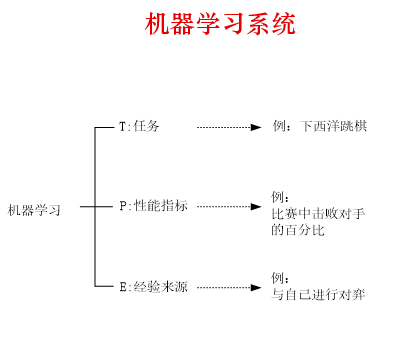 机器学习系统
T:任务
例：下西洋跳棋
机器学习
P:性能指标
例：
比赛中击败对手
的百分比
E:经验来源
例：
与自己进行对弈